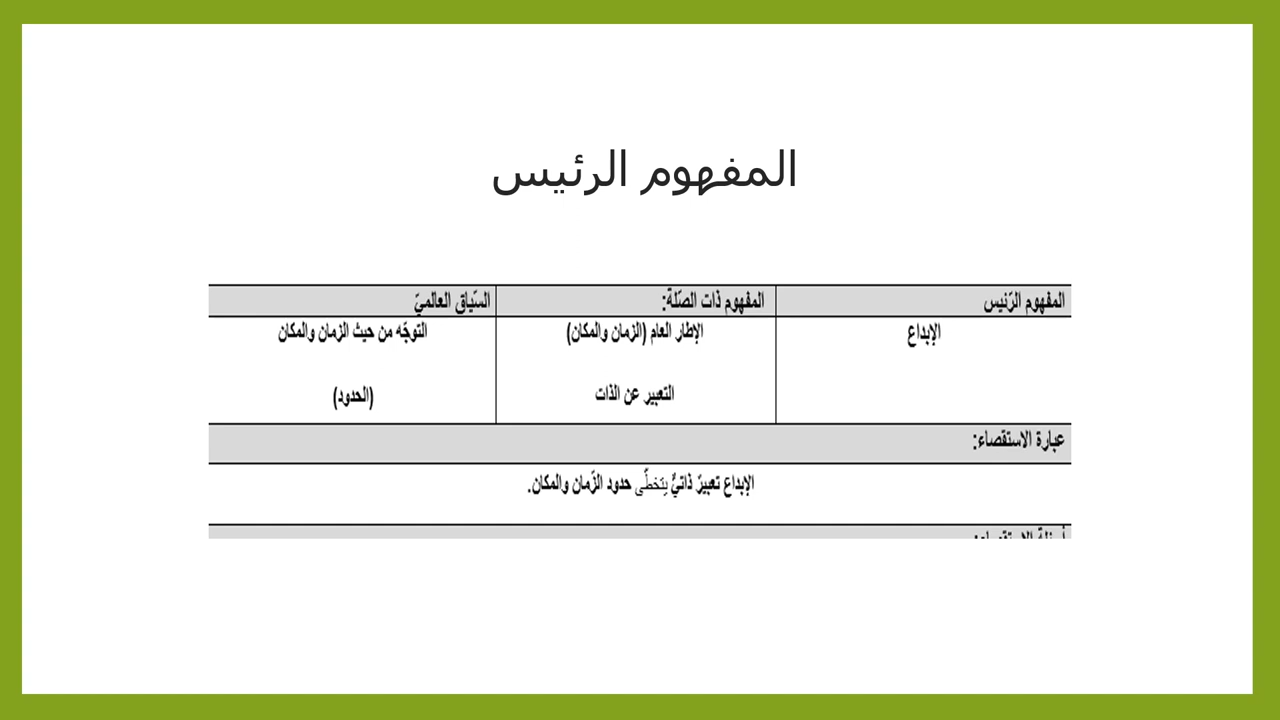 المفهوم الرئيس
المفهوم الرّئيس
المفهوم ذات الصّلة:
السّياق العالميّ
الإبداع
الإطار العام (الزمان والمكان)
التعبير عن الذات
التوجّه من حيث الزمان والمكان
(الحدود)
عبارة الاستقصاء:
الإبداع تعبيرٌ ذاتيٌّ يتخطّى حدود الزّمان والمكان.